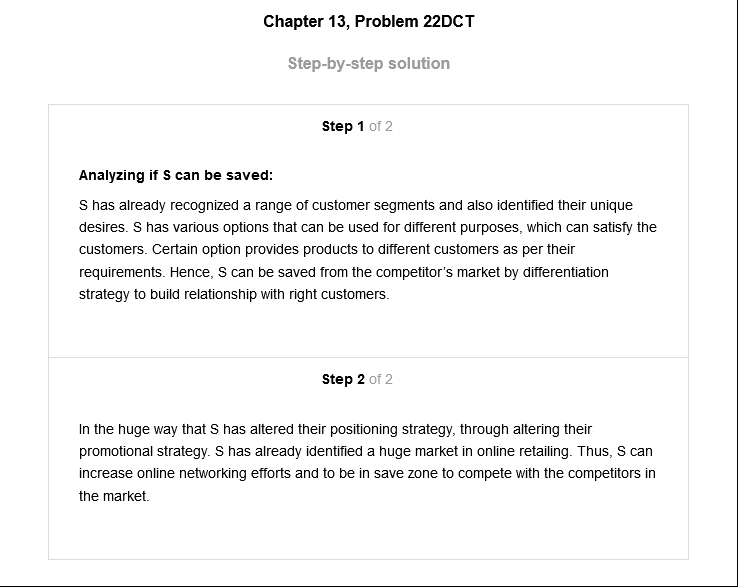 Chapter 13, Problem 22DCT
Step-by-step solution
Step 1 of 2
Analyzing if S can be saved:
S has already recognized a range of customer segments and also identified their unique
desires. S has various options that can be used for different purposes, which can satisfy the
customers. Certain option provides products to different customers as per their
requirements. Hence, S can be saved from the competitor's market by differentiation
strategy to build relationship with right customers.
Step 2 of 2
In the huge way that S has altered their positioning strategy, through altering their
promotional strategy. S has already identified a huge market in online retailing. Thus, S can
increase online networking efforts and to be in save zone to compete with the competitors in
the market.